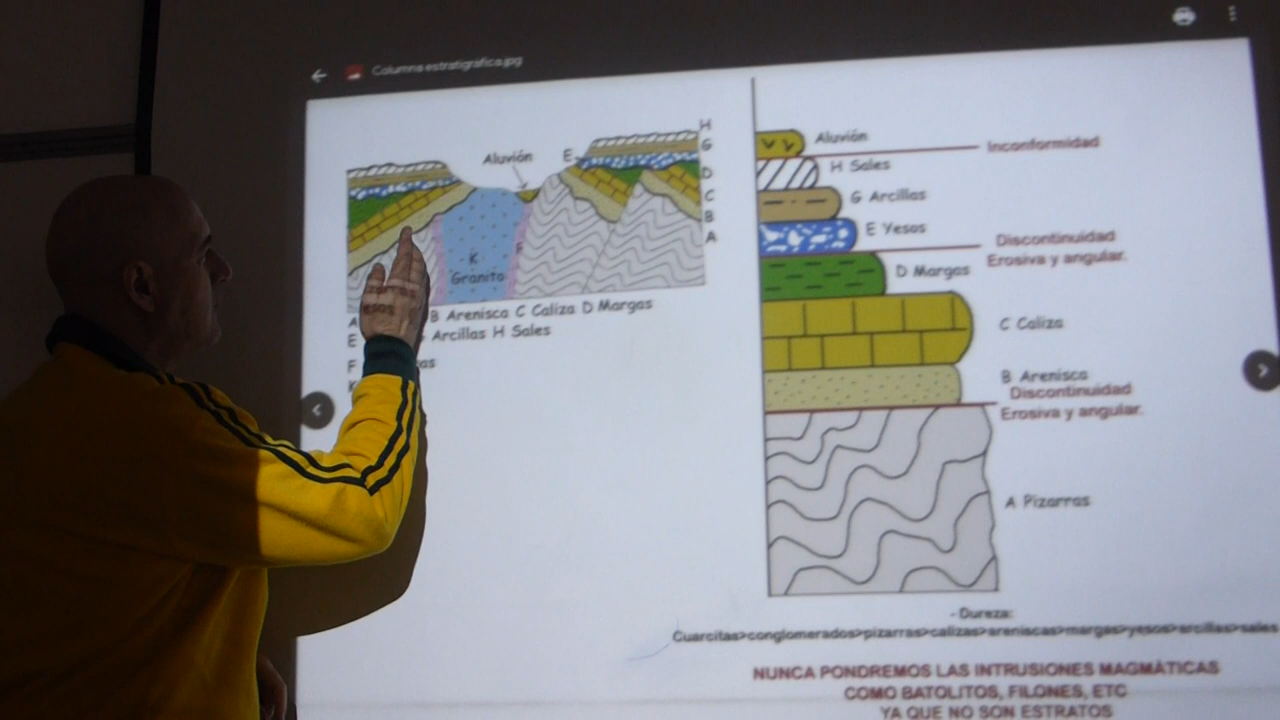 Columna estratigrafica.jpg
Aluvión
E
H
G
D
C
B
A
K
Granito
F
B Arenisca C Caliza D Margas
A
E
Arcillas H Sales
F
K
Aluvión
Inconformidad
H Sales
G Arcillas
E Yesos
Discontinuidad
Erosiva y angular.
D Margas
C Caliza
B Arenisca
Discontinuidad
Erosiva y angular.
A Pizarras
- Dureza:
Cuarcitas>conglomerados>pizarras>calizas>areniscas>margas>yesos>arcillas>sales
NUNCA PONDREMOS LAS INTRUSIONES MAGMÁTICAS
COMO BATOLITOS, FILONES, ETC
YA QUE NO SON ESTRATOS